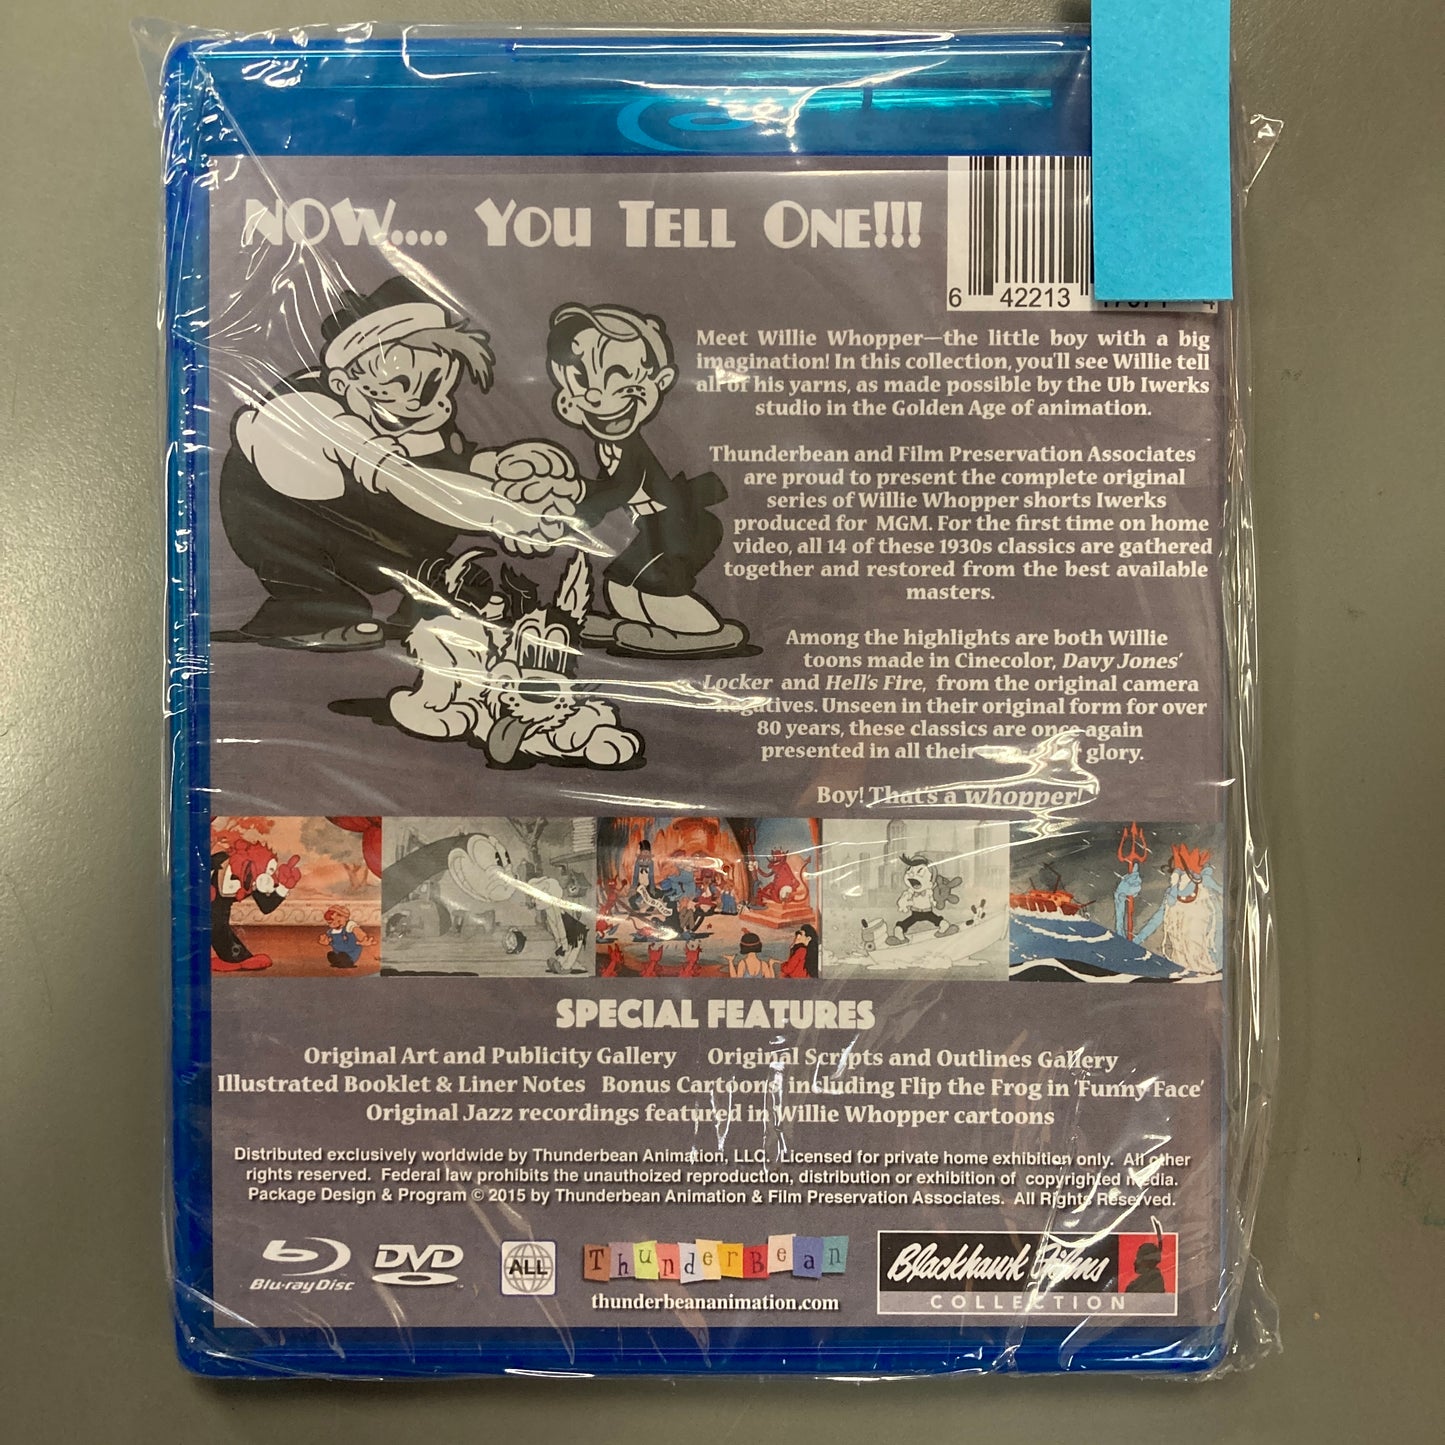 NOW.... YOU TELL ONE!!!
6 42213
4
Meet Willie Whopper—the little boy with a big
imagination! In this collection, you'll see Willie tell
all of his yarns, as made possible by the Ub Iwerks
studio in the Golden Age of animation.
Thunderbean and Film Preservation Associates
are proud to present the complete original
series of Willie Whopper shorts Iwerks
produced for MGM. For the first time on home
video, all 14 of these 1930s classics are gathered
together and restored from the best available
masters.
Among the highlights are both Willie
toons made in Cinecolor, Davy Jones'
Locker and Hell's Fire, from the original camera
negatives. Unseen in their original form for over
80 years, these classics are once again
presented in all their glory.
Boy! That's a whopper!
SPECIAL FEATURES
Original Art and Publicity Gallery Original Scripts and Outlines Gallery
Illustrated Booklet & Liner Notes Bonus Cartoons, including Flip the Frog in 'Funny Face'
Original Jazz recordings featured in Willie Whopper cartoons
Distributed exclusively worldwide by Thunderbean Animation, LLC. Licensed for private home exhibition only. All other
rights reserved. Federal law prohibits the unauthoized reproduction, distribution or exhibition of copyrighted media.
Package Design & Program © 2015 by Thunderbean Animation & Film Preservation Associates. All Rights Reserved.
Blu-ray Disc
DVD
ALL
ThunderBean
thunderbeananimation.com
Blackhawk Films
COLLECTION